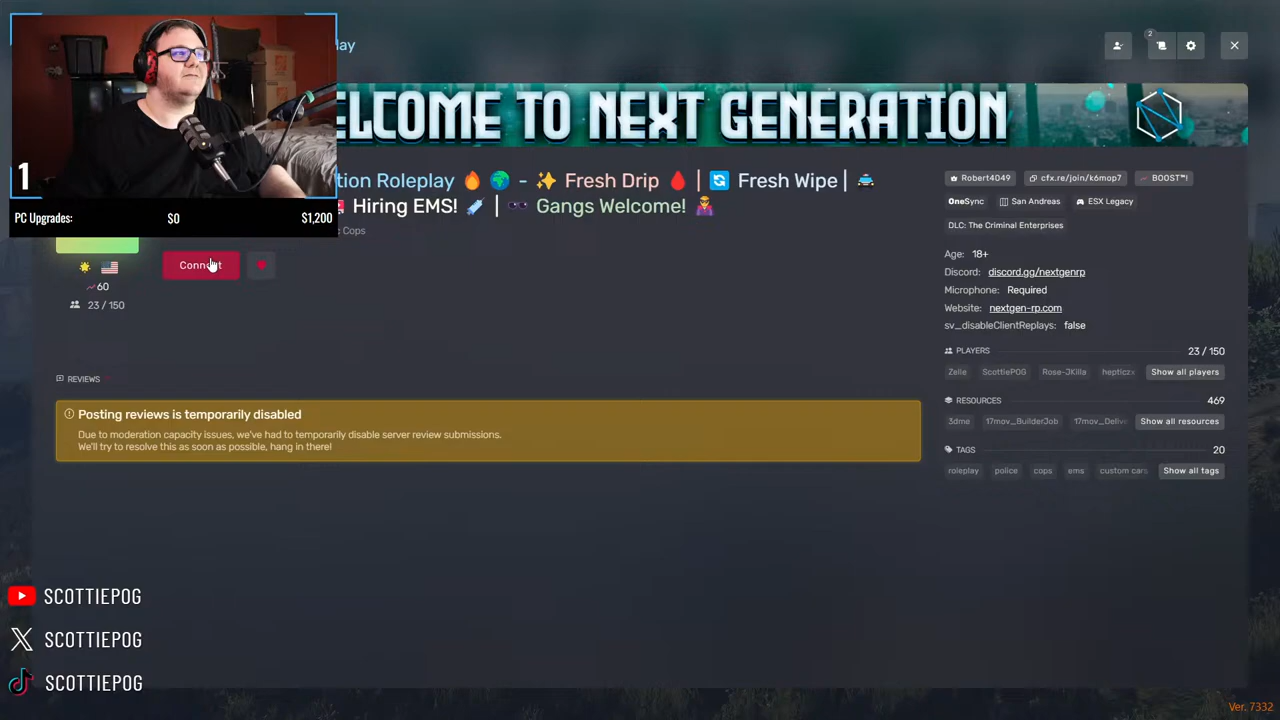 lay
2
ELCOME TO NEXT GENERATION
tion Roleplay 🔥 🌍 - ✨ Fresh Drip 🩸 | 🔄 Fresh Wipe | 🚔
Hiring EMS! 💉 | 🕶️ Gangs Welcome! 🦹
Cops
1
PC Upgrades: $0 $1,200
Connect
60
23 / 150
Robert4049 cfx.re/join/k6mop7 BOOST™!
OneSync San Andreas ESX Legacy
DLC: The Criminal Enterprises
Age: 18+
Discord: discord.gg/nextgenrp
Microphone: Required
Website: nextgen-rp.com
sv_disableClientReplays: false
PLAYERS 23 / 150
Zelie ScottiePOG Rose-JKilla hepticz Show all players
RESOURCES 469
3dme 17mov_BuilderJob 17mov_Delive Show all resources
TAGS 20
roleplay police cops ems custom cars Show all tags
REVIEWS
Posting reviews is temporarily disabled
Due to moderation capacity issues, we've had to temporarily disable server review submissions.
We'll try to resolve this as soon as possible, hang in there!
SCOTTIEPOG
SCOTTIEPOG
SCOTTIEPOG
Ver. 7332